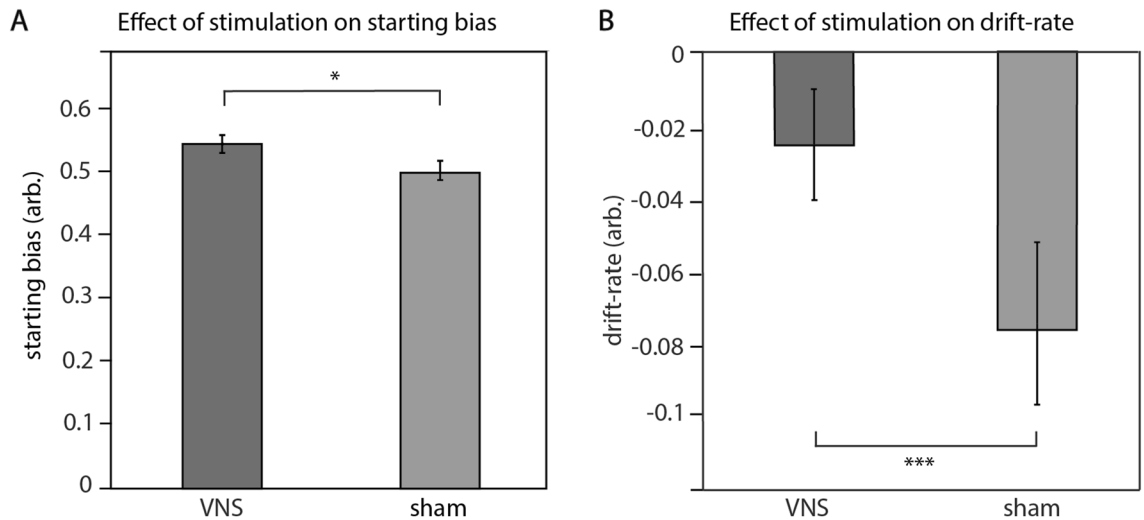 A
Effect of stimulation on starting bias
*
starting bias (arb.)
0.6
0.5
0.4
0.3
0.2
0.1
0
VNS sham
B
Effect of stimulation on drift-rate
drift-rate (arb.)
0
-0.02
-0.04
-0.06
-0.08
-0.1
***
VNS sham